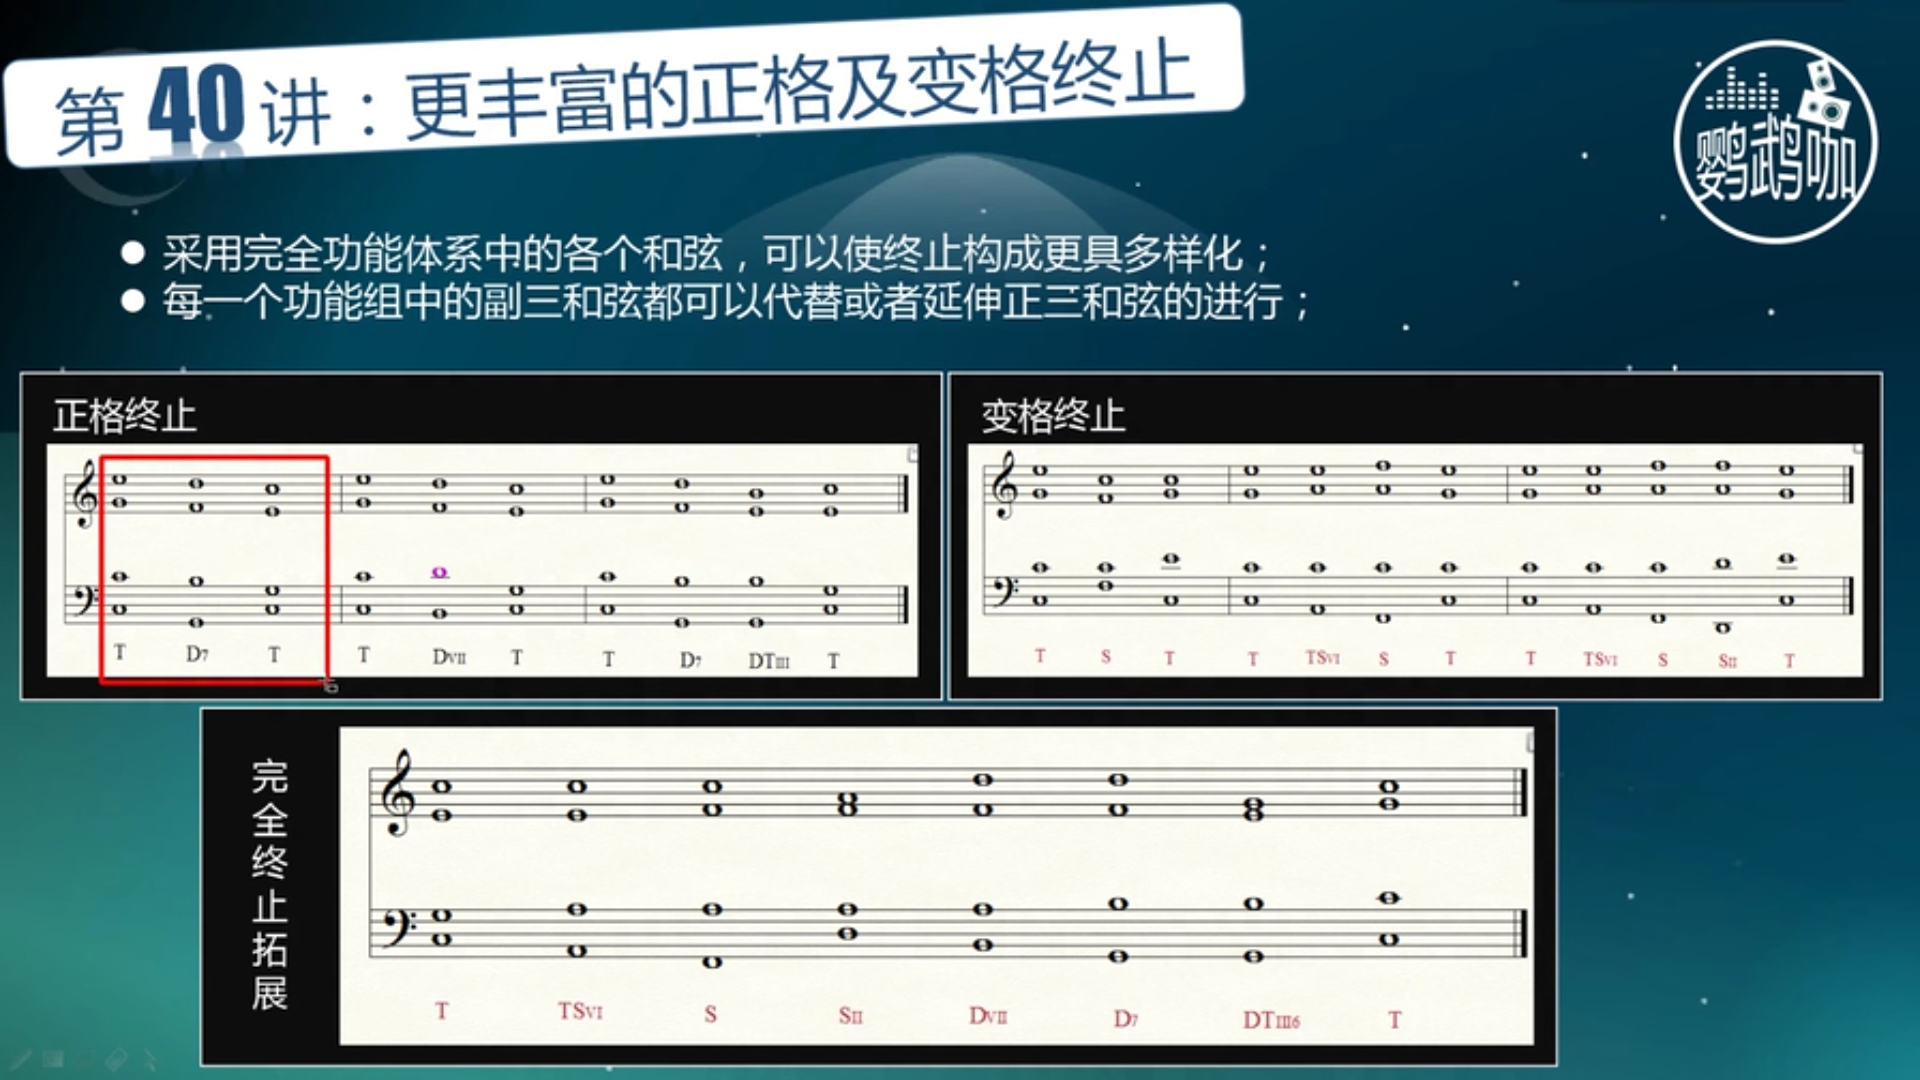 第40讲：更丰富的正格及变格终止
鹦鹉咖
采用完全功能体系中的各个和弦，可以使终止构成更具多样化；
每一个功能组中的副三和弦都可以代替或者延伸正三和弦的进行；
正格终止
T D7 T T DVII T T D7 DTIII T
变格终止
T S T T TSVI S T T TSVI S SII T
完全终止拓展
T TSVI S SII DVII D7 DTIII6 T